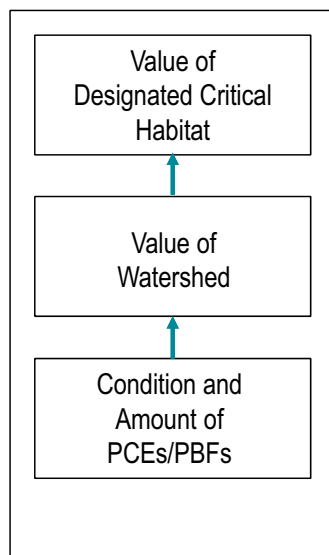 Value of
Designated Critical
Habitat
Value of
Watershed
Condition and
Amount of
PCEs/PBFs